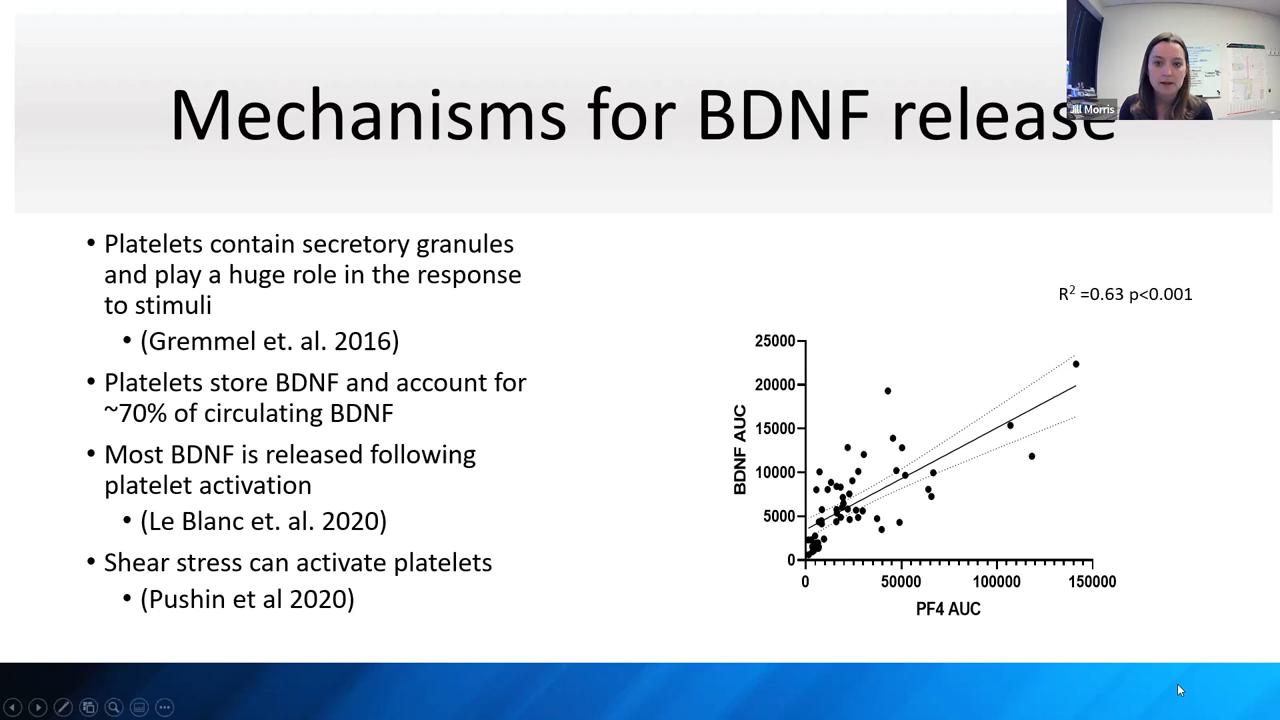 Mechanisms for BDNF release
Jill Morris
• Platelets contain secretory granules
and play a huge role in the response
to stimuli
• (Gremmel et. al. 2016)
• Platelets store BDNF and account for
~70% of circulating BDNF
• Most BDNF is released following
platelet activation
• (Le Blanc et. al. 2020)
• Shear stress can activate platelets
• (Pushin et al 2020)
R² =0.63 p<0.001
25000
20000
15000
10000
5000
0
BDNF AUC
0 50000 100000 150000
PF4 AUC